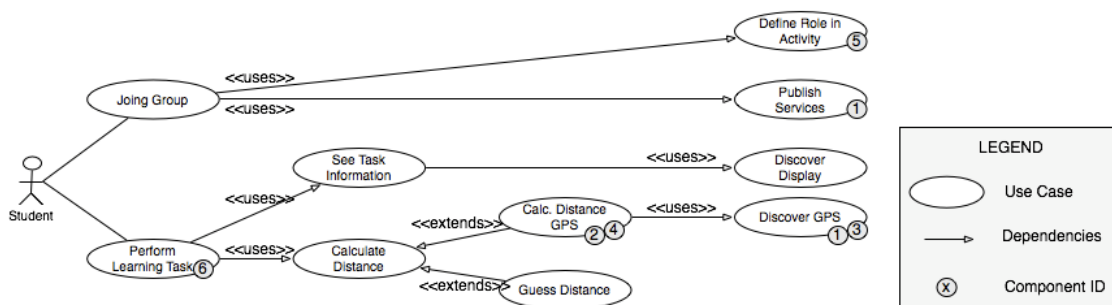 Define Role in
Activity
5
<<uses>>
Joing Group
<<uses>>
Publish
Services
1
Student
See Task
Information
<<uses>>
Discover
Display
<<uses>>
Calc. Distance
GPS
2
4
<<uses>>
Discover GPS
1
3
<<extends>>
Perform
Learning Task
6
<<uses>>
Calculate
Distance
<<extends>>
Guess Distance
LEGEND
Use Case
Dependencies
x
Component ID